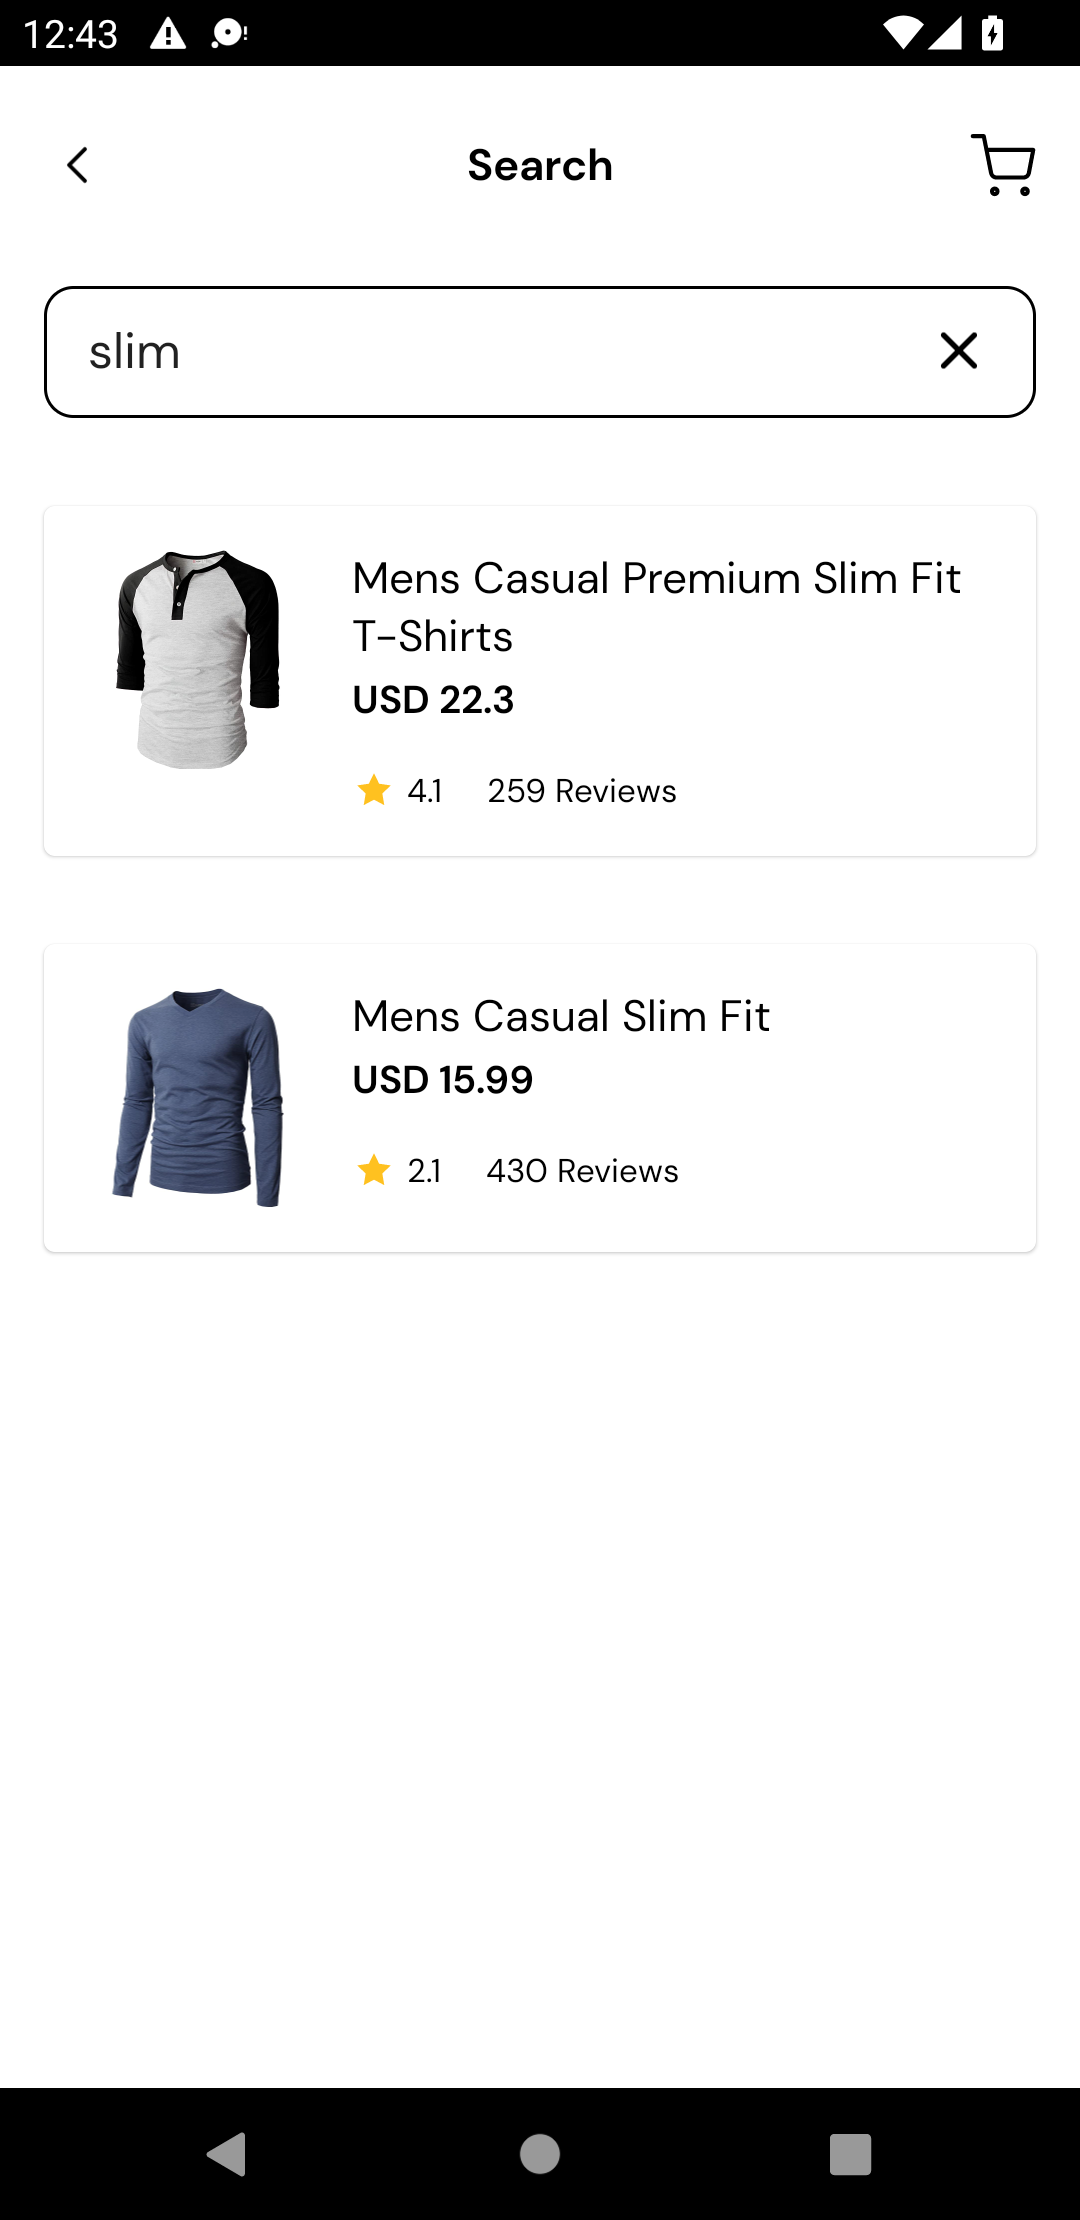 12:43
Search
slim
Mens Casual Premium Slim Fit
T-Shirts
USD 22.3
4.1 259 Reviews
Mens Casual Slim Fit
USD 15.99
2.1 430 Reviews